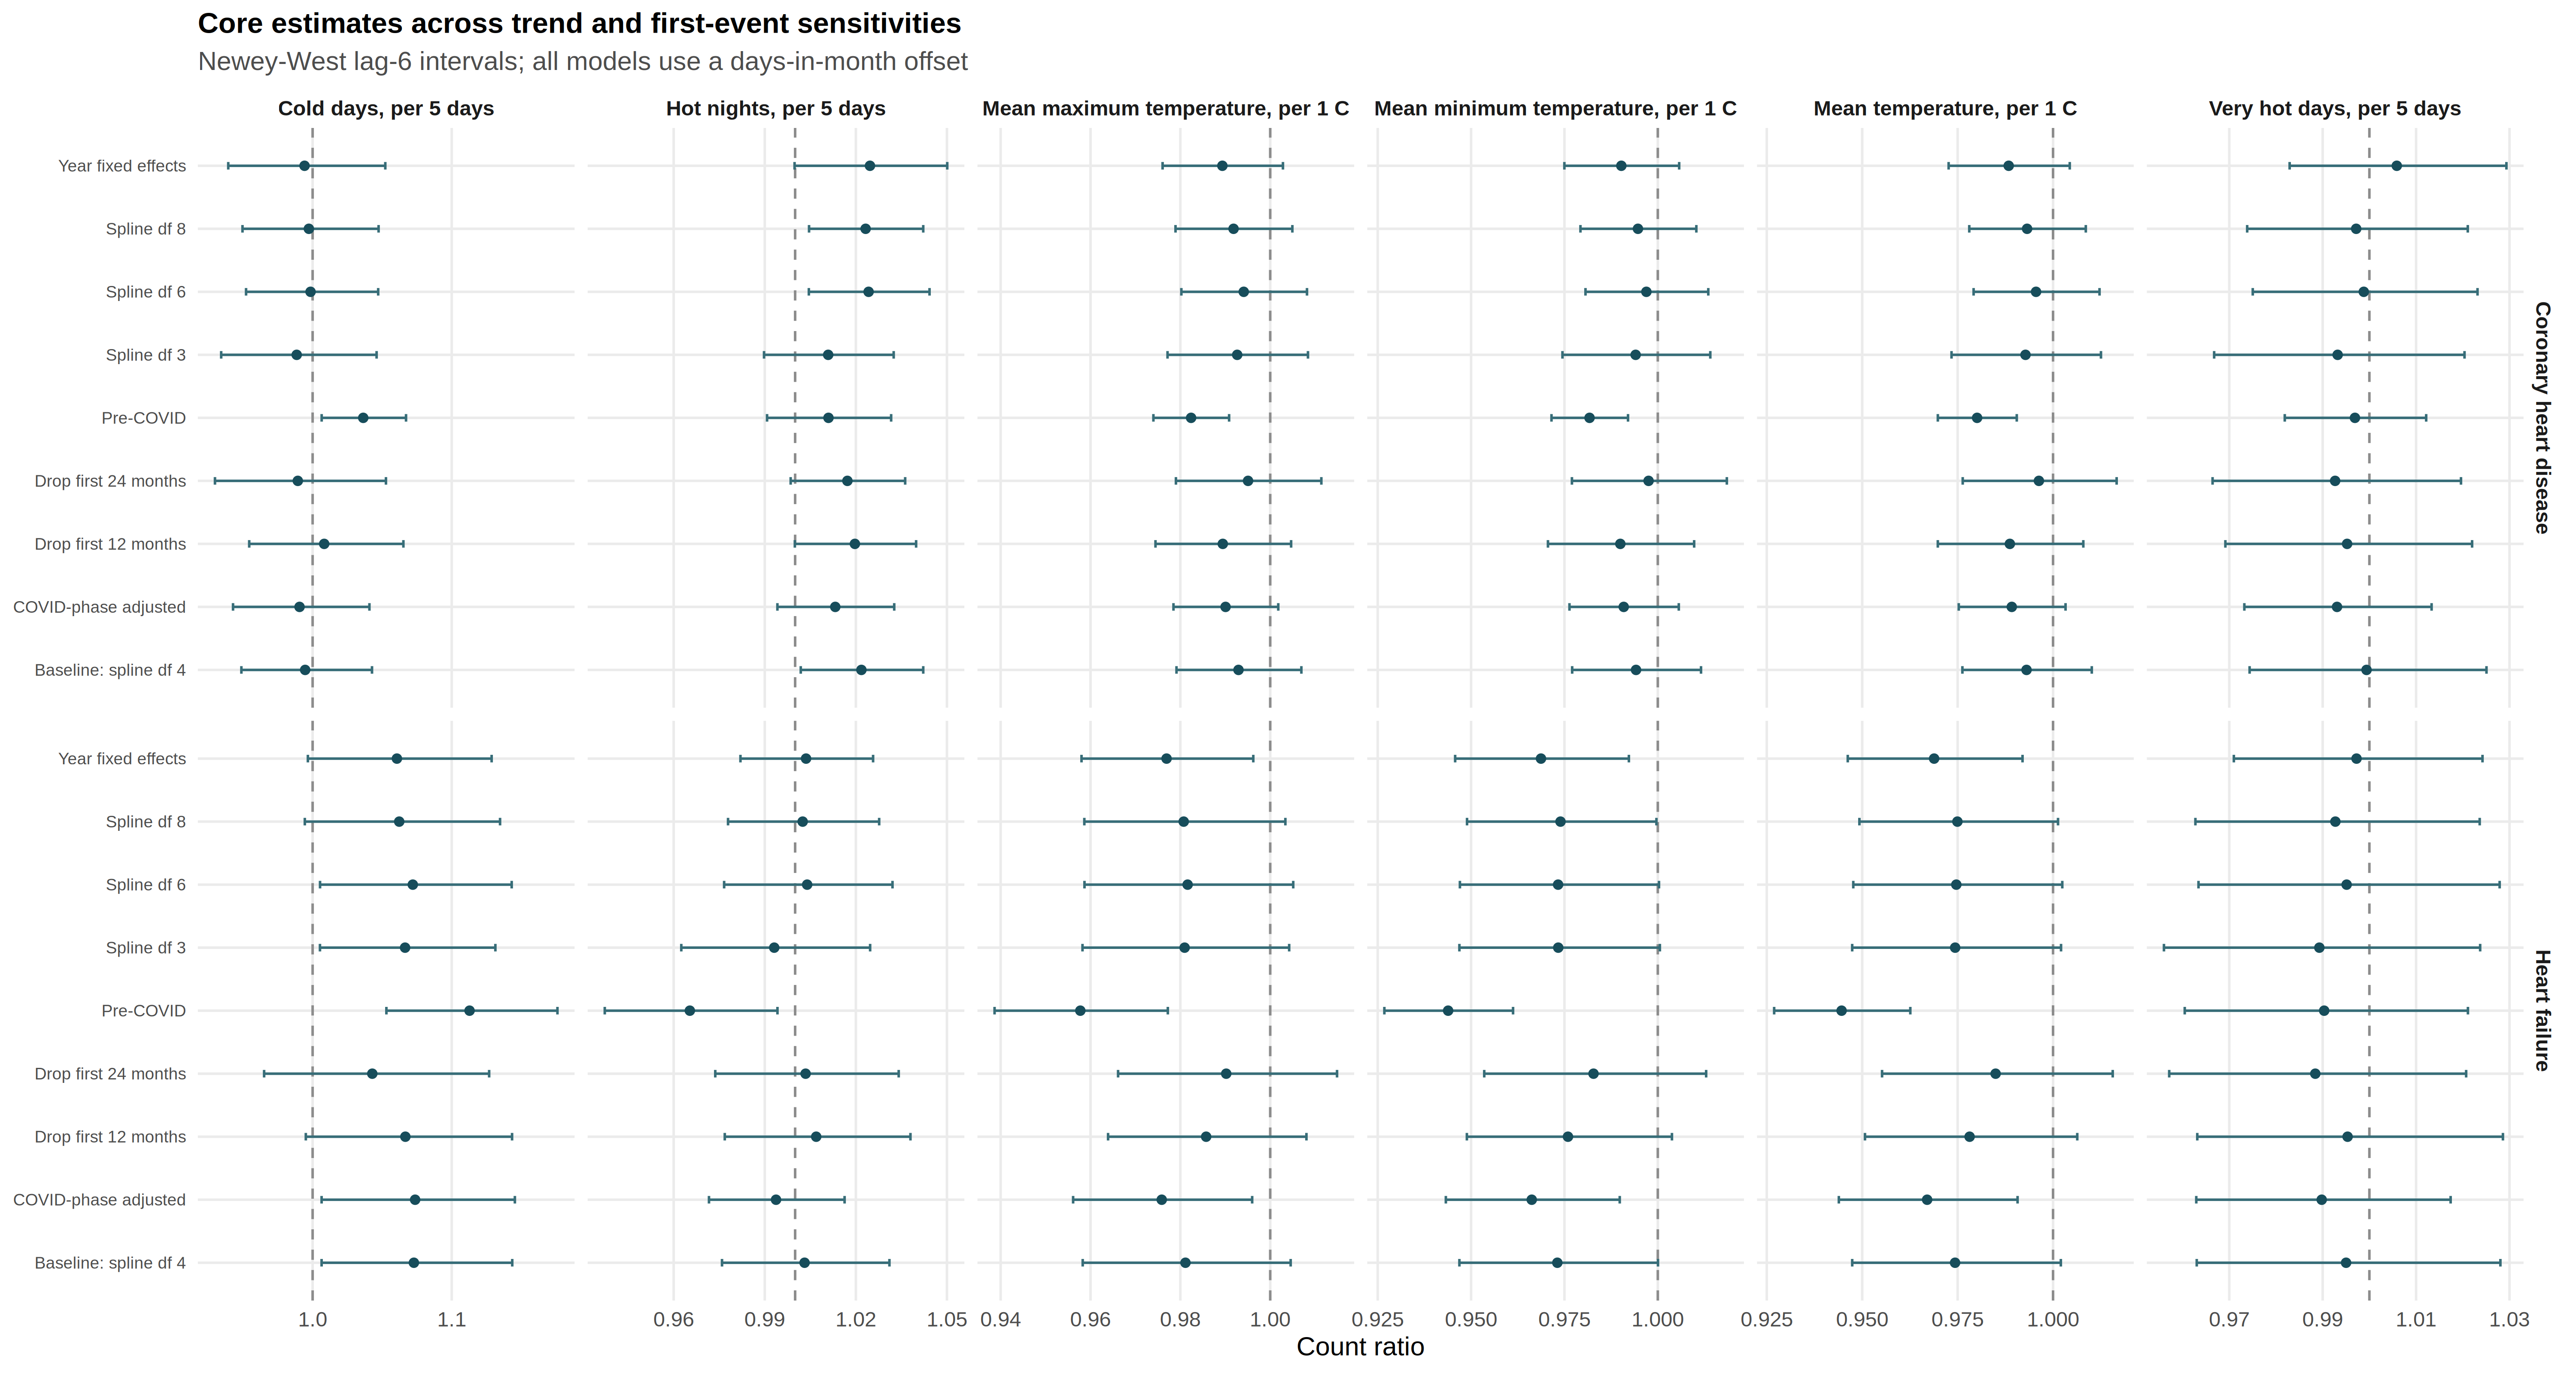 Core estimates across trend and first-event sensitivities
Newey-West lag-6 intervals; all models use a days-in-month offset
Cold days, per 5 days
Hot nights, per 5 days
Mean maximum temperature, per 1 C
Mean minimum temperature, per 1 C
Mean temperature, per 1 C
Very hot days, per 5 days
Year fixed effects
Spline df 8
Spline df 6
Spline df 3
Pre-COVID
Drop first 24 months
Drop first 12 months
COVID-phase adjusted
Baseline: spline df 4
Coronary heart disease
Year fixed effects
Spline df 8
Spline df 6
Spline df 3
Pre-COVID
Drop first 24 months
Drop first 12 months
COVID-phase adjusted
Baseline: spline df 4
Heart failure
1.0 1.1
0.96 0.99 1.02 1.05
0.94 0.96 0.98 1.00
0.925 0.950 0.975 1.000
0.925 0.950 0.975 1.000
0.97 0.99 1.01 1.03
Count ratio